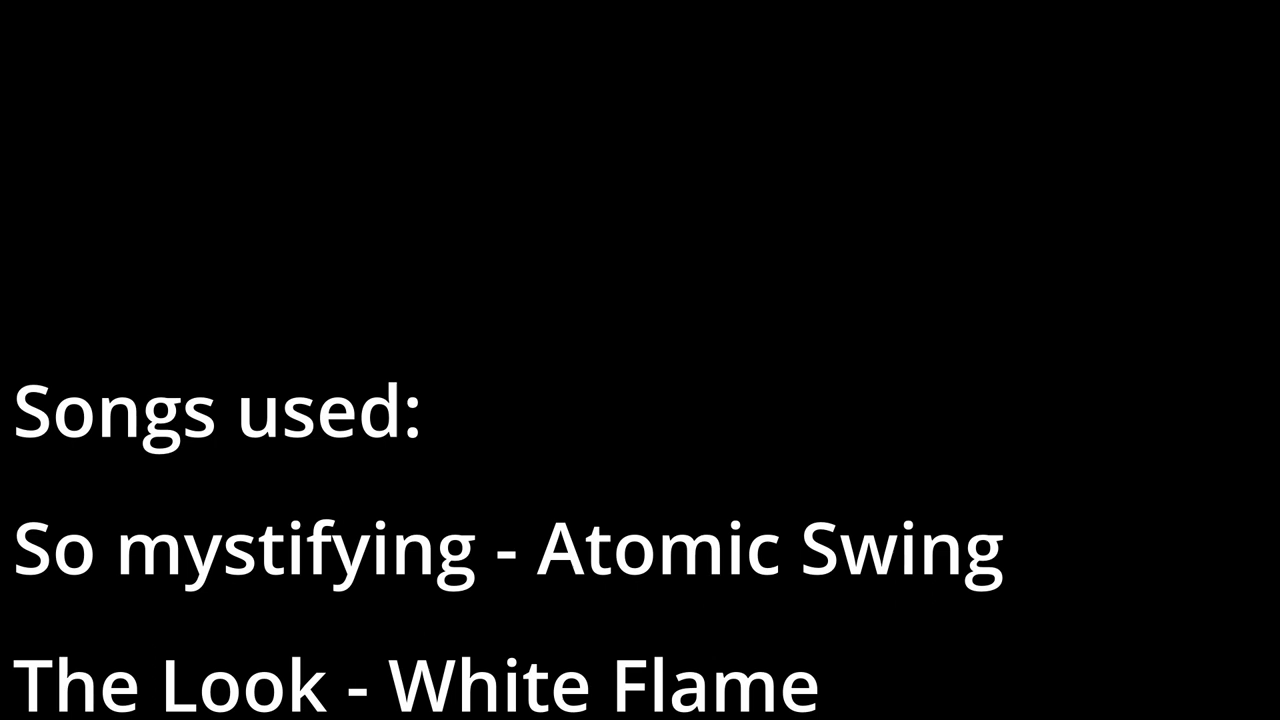 Songs used:
So mystifying - Atomic Swing
The Look - White Flame